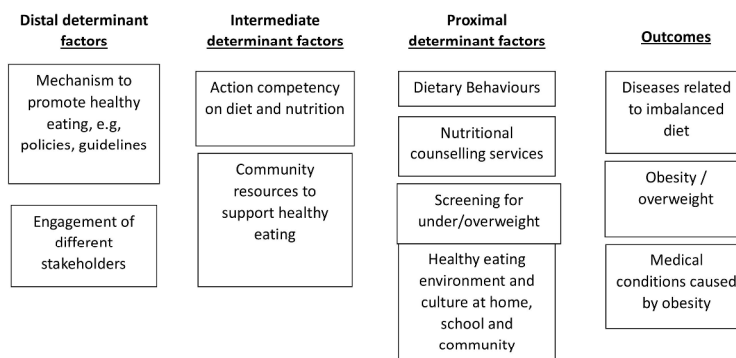 Distal determinant
factors
Mechanism to
promote healthy
eating, e.g,
policies, guidelines
Engagement of
different
stakeholders
Intermediate
determinant factors
Action competency
on diet and nutrition
Community
resources to
support healthy
eating
Proximal
determinant factors
Dietary Behaviours
Nutritional
counselling services
Screening for
under/overweight
Healthy eating
environment and
culture at home,
school and
community
Outcomes
Diseases related
to imbalanced
diet
Obesity /
overweight
Medical
conditions caused
by obesity